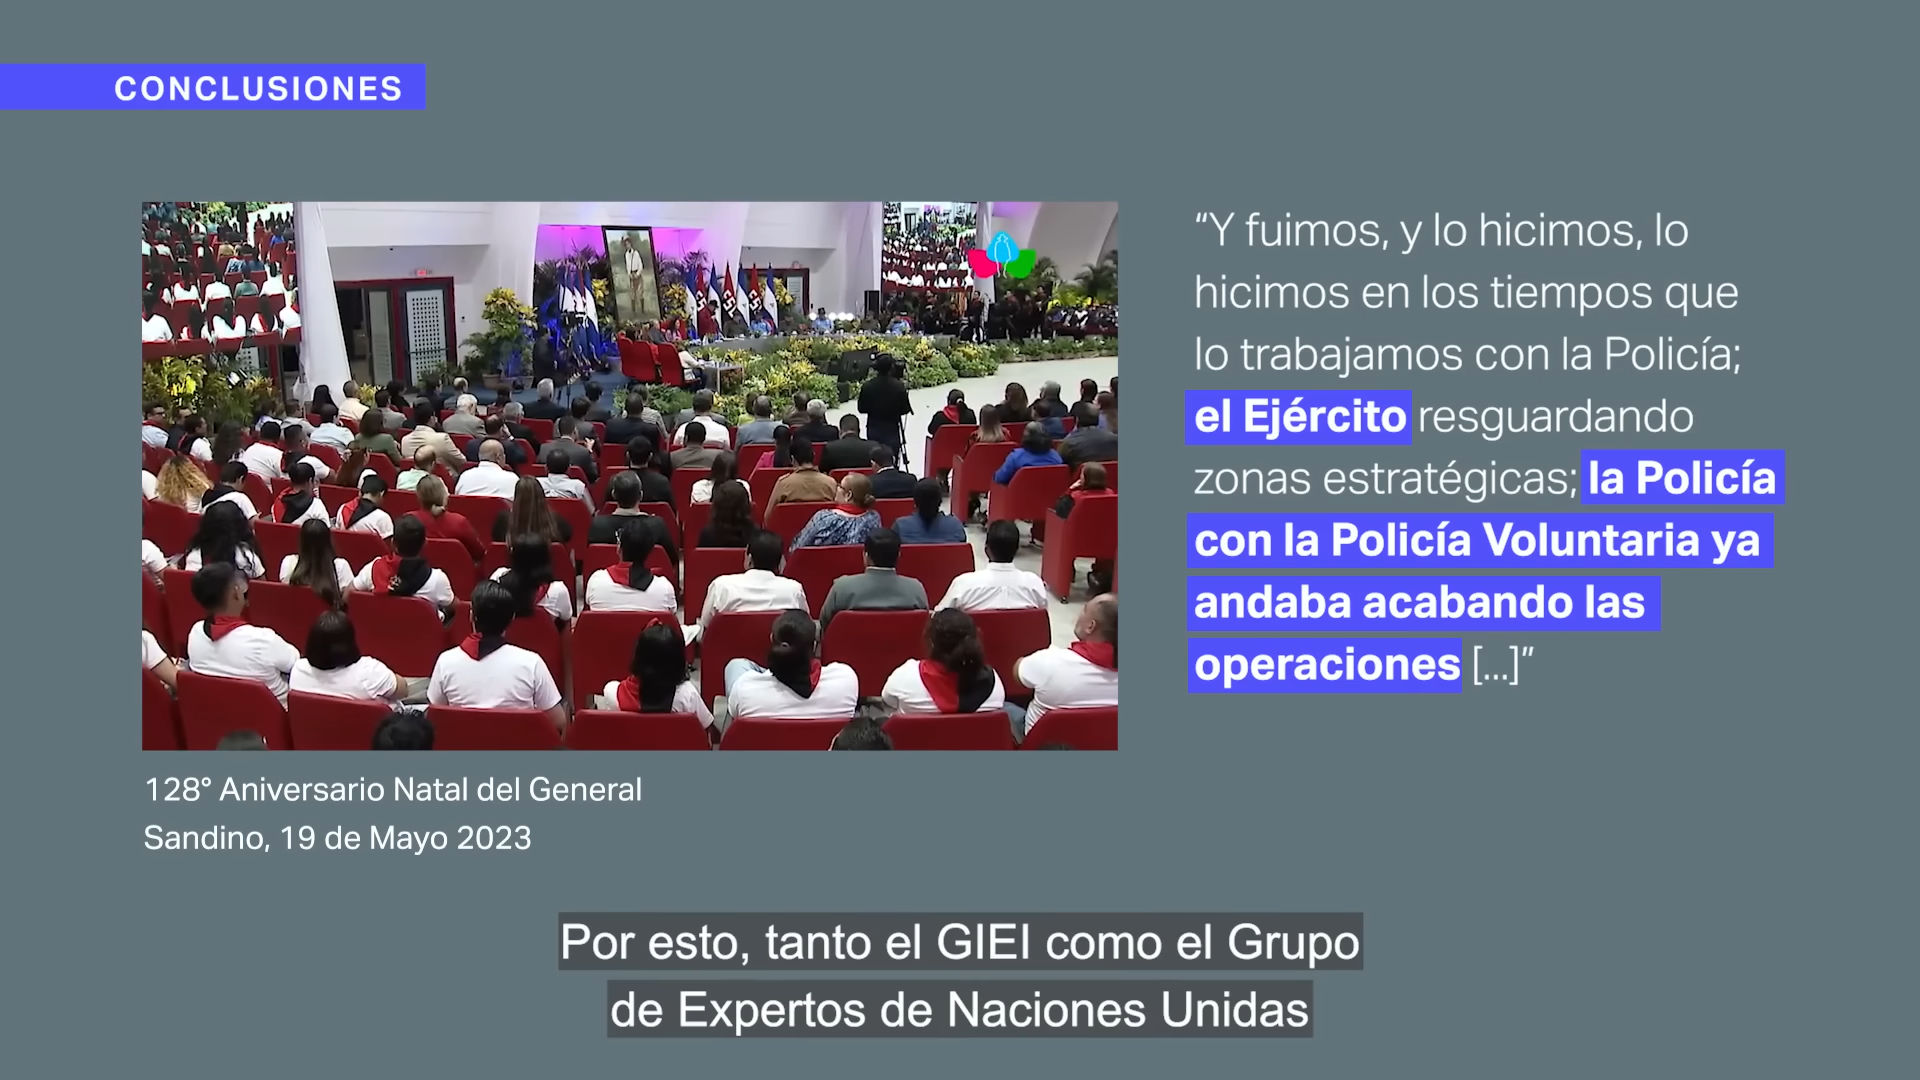 CONCLUSIONES
“Y fuimos, y lo hicimos, lo
hicimos en los tiempos que
lo trabajamos con la Policía;
el Ejército resguardando
zonas estratégicas; la Policía
con la Policía Voluntaria ya
andaba acabando las
operaciones [...]”
128° Aniversario Natal del General
Sandino, 19 de Mayo 2023
Por esto, tanto el GIEI como el Grupo
de Expertos de Naciones Unidas